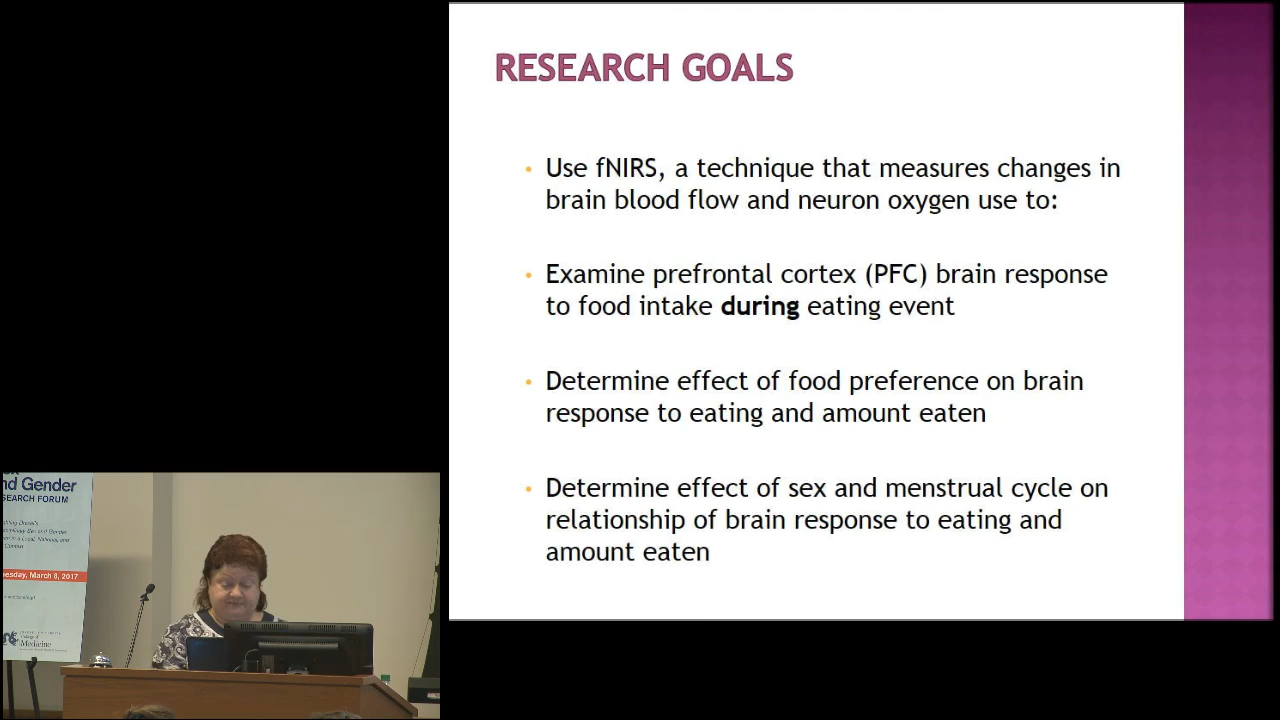 RESEARCH GOALS
Use fNIRS, a technique that measures changes in
brain blood flow and neuron oxygen use to:
Examine prefrontal cortex (PFC) brain response
to food intake during eating event
Determine effect of food preference on brain
response to eating and amount eaten
Determine effect of sex and menstrual cycle on
relationship of brain response to eating and
amount eaten
nd Gender
SEARCH FORUM
uesday, March 8, 2017
Medicine